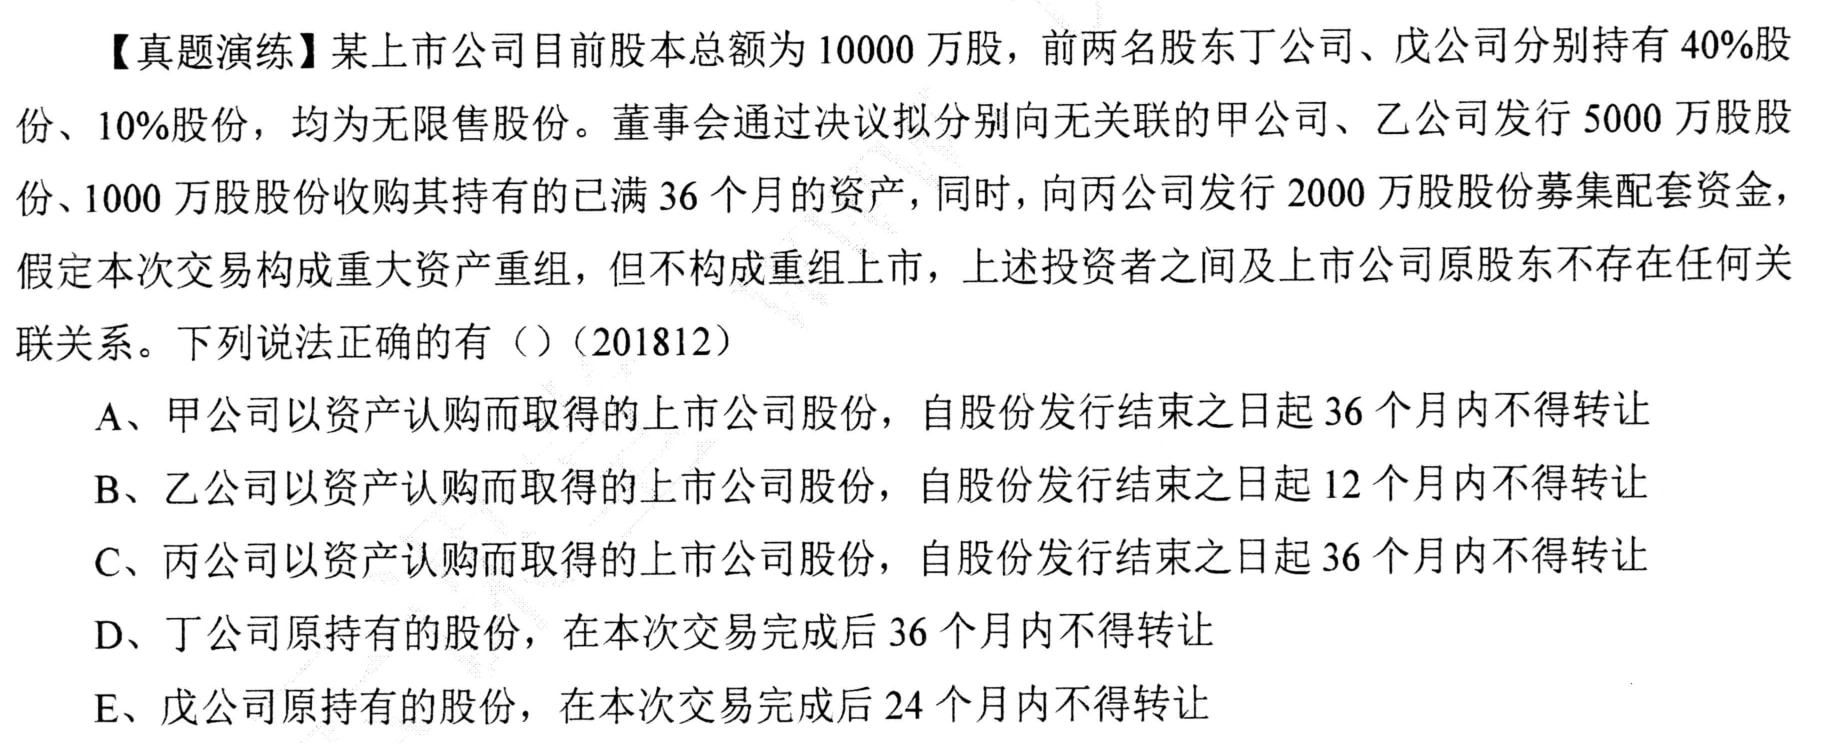 【真题演练】某上市公司目前股本总额为 10000 万股，前两名股东丁公司、戊公司分别持有 40%股
份、10%股份，均为无限售股份。董事会通过决议拟分别向无关联的甲公司、乙公司发行 5000 万股股
份、1000 万股股份收购其持有的已满 36 个月的资产，同时，向丙公司发行 2000 万股股份募集配套资金，
假定本次交易构成重大资产重组，但不构成重组上市，上述投资者之间及上市公司原股东不存在任何关
联关系。下列说法正确的有（）（201812）
A、甲公司以资产认购而取得的上市公司股份，自股份发行结束之日起 36 个月内不得转让
B、乙公司以资产认购而取得的上市公司股份，自股份发行结束之日起 12 个月内不得转让
C、丙公司以资产认购而取得的上市公司股份，自股份发行结束之日起 36 个月内不得转让
D、丁公司原持有的股份，在本次交易完成后 36 个月内不得转让
E、戊公司原持有的股份，在本次交易完成后 24 个月内不得转让